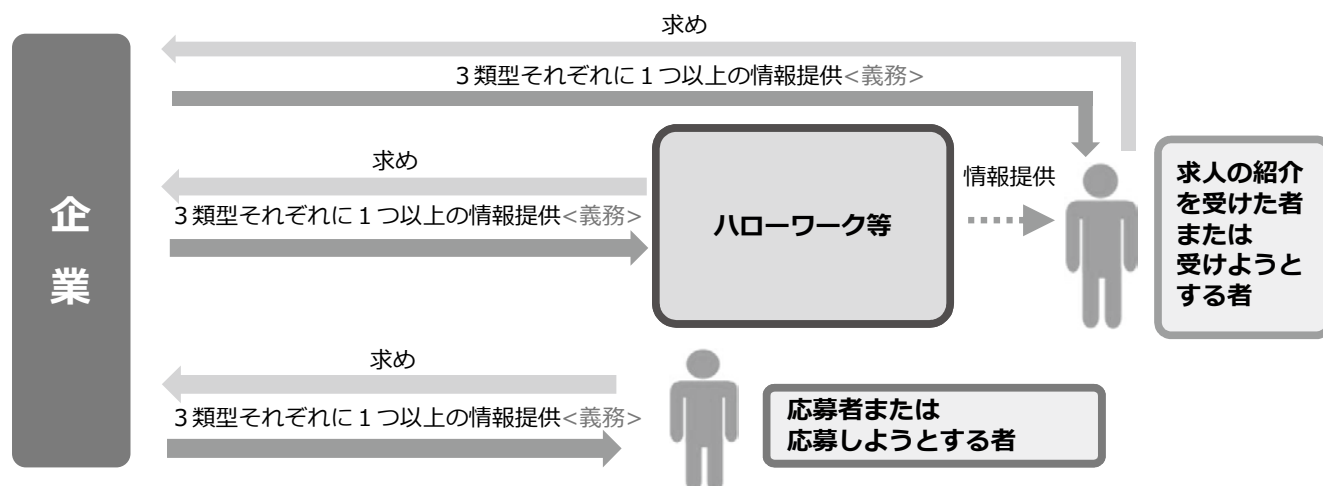 求め
３類型それぞれに１つ以上の情報提供<義務>
企
業
求め
３類型それぞれに１つ以上の情報提供<義務>
ハローワーク等
情報提供
求人の紹介
を受けた者
または
受けようと
する者
求め
３類型それぞれに１つ以上の情報提供<義務>
応募者または
応募しようとする者